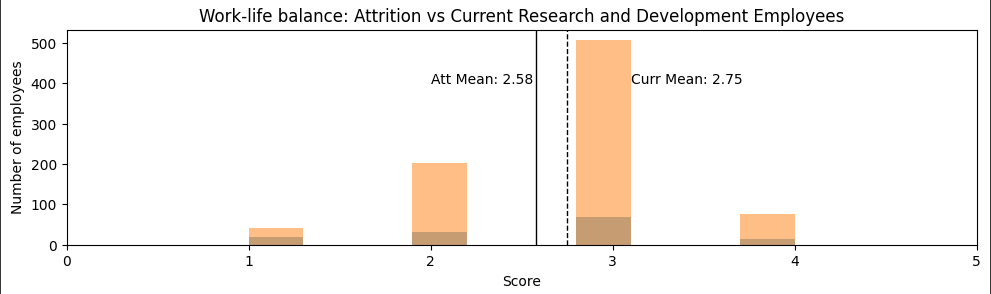 Work-life balance: Attrition vs Current Research and Development Employees
Number of employees
500
400
300
200
100
0
Att Mean: 2.58
Curr Mean: 2.75
0 1 2 3 4 5
Score